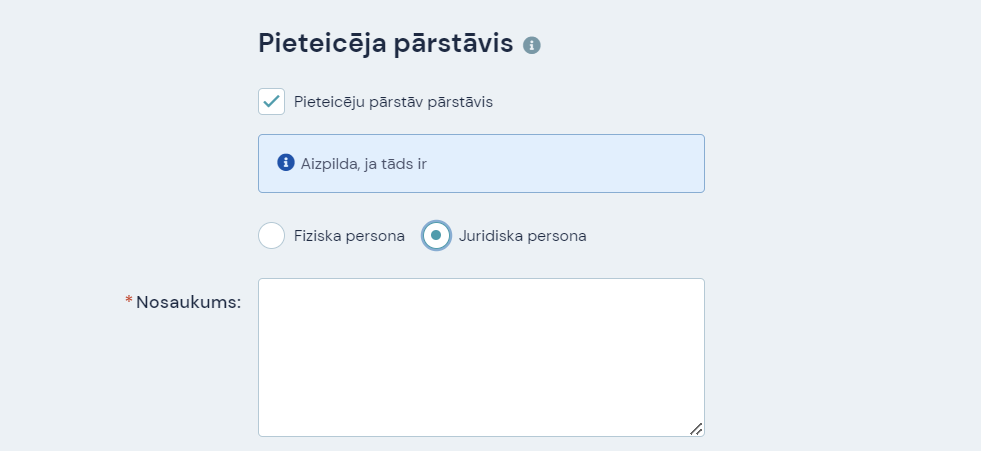 Pieteicēja pārstāvis
Pieteicēju pārstāv pārstāvis
Aizpilda, ja tāds ir
Fiziska persona Juridiska persona
* Nosaukums: